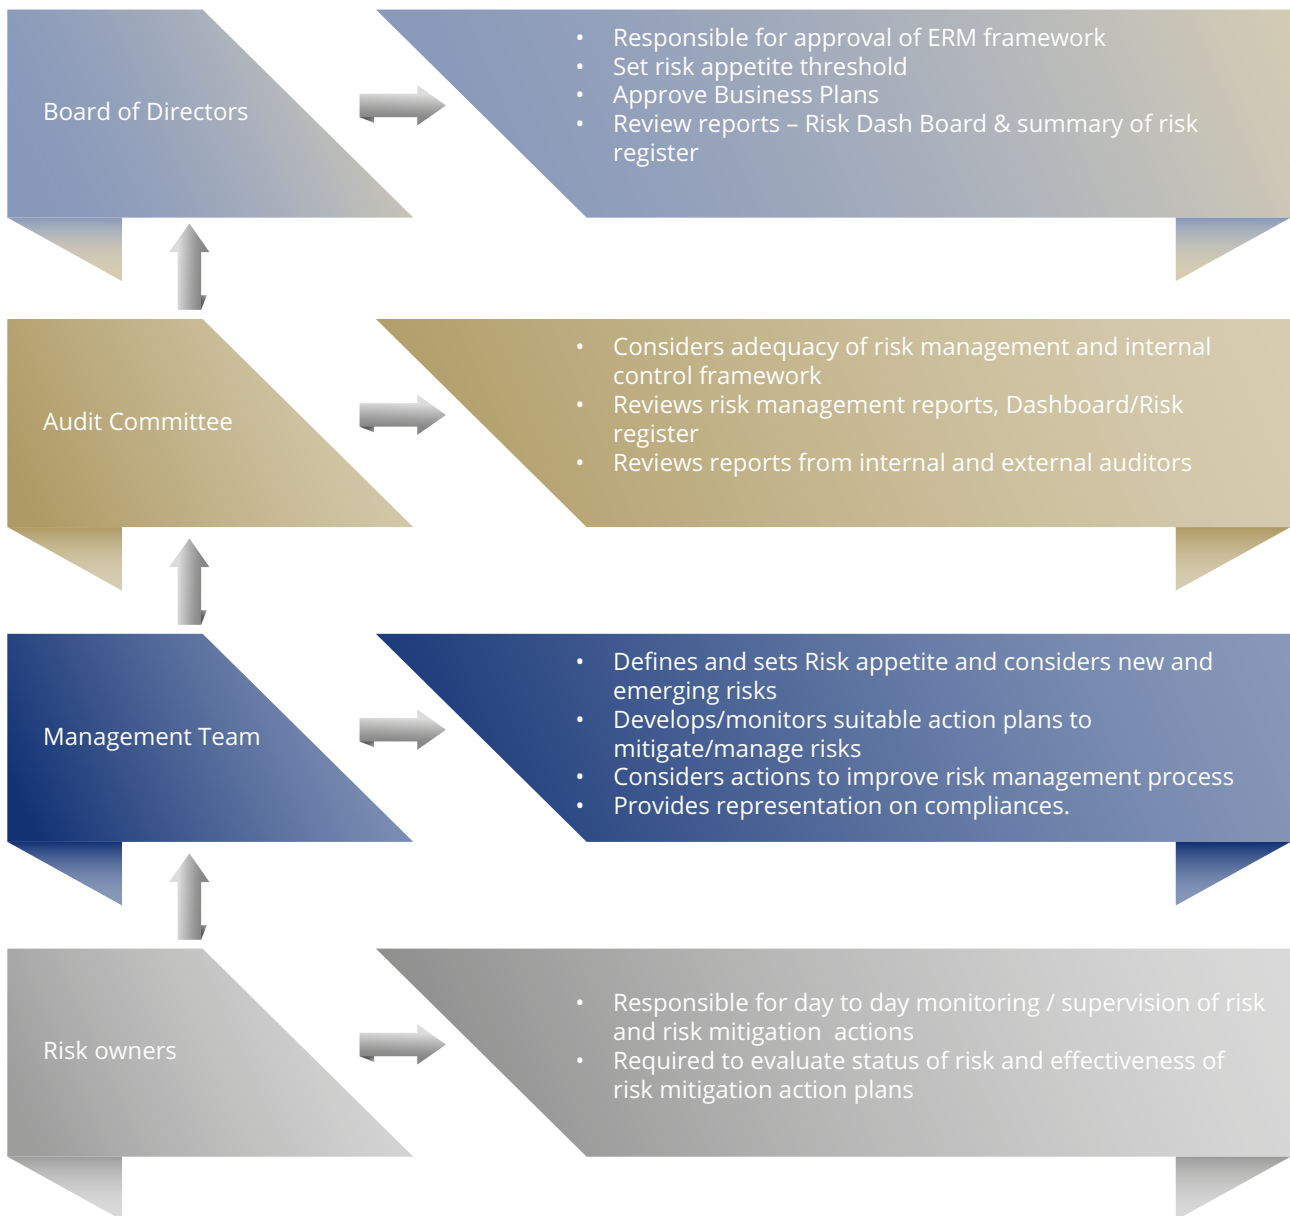 Board of Directors
• Responsible for approval of ERM framework
• Set risk appetite threshold
• Approve Business Plans
• Review reports – Risk Dash Board & summary of risk
register
Audit Committee
• Considers adequacy of risk management and internal
control framework
• Reviews risk management reports, Dashboard/Risk
register
• Reviews reports from internal and external auditors
Management Team
• Defines and sets Risk appetite and considers new and
emerging risks
• Develops/monitors suitable action plans to
mitigate/manage risks
• Considers actions to improve risk management process
• Provides representation on compliances.
Risk owners
• Responsible for day to day monitoring / supervision of risk
and risk mitigation  actions
• Required to evaluate status of risk and effectiveness of
risk mitigation action plans